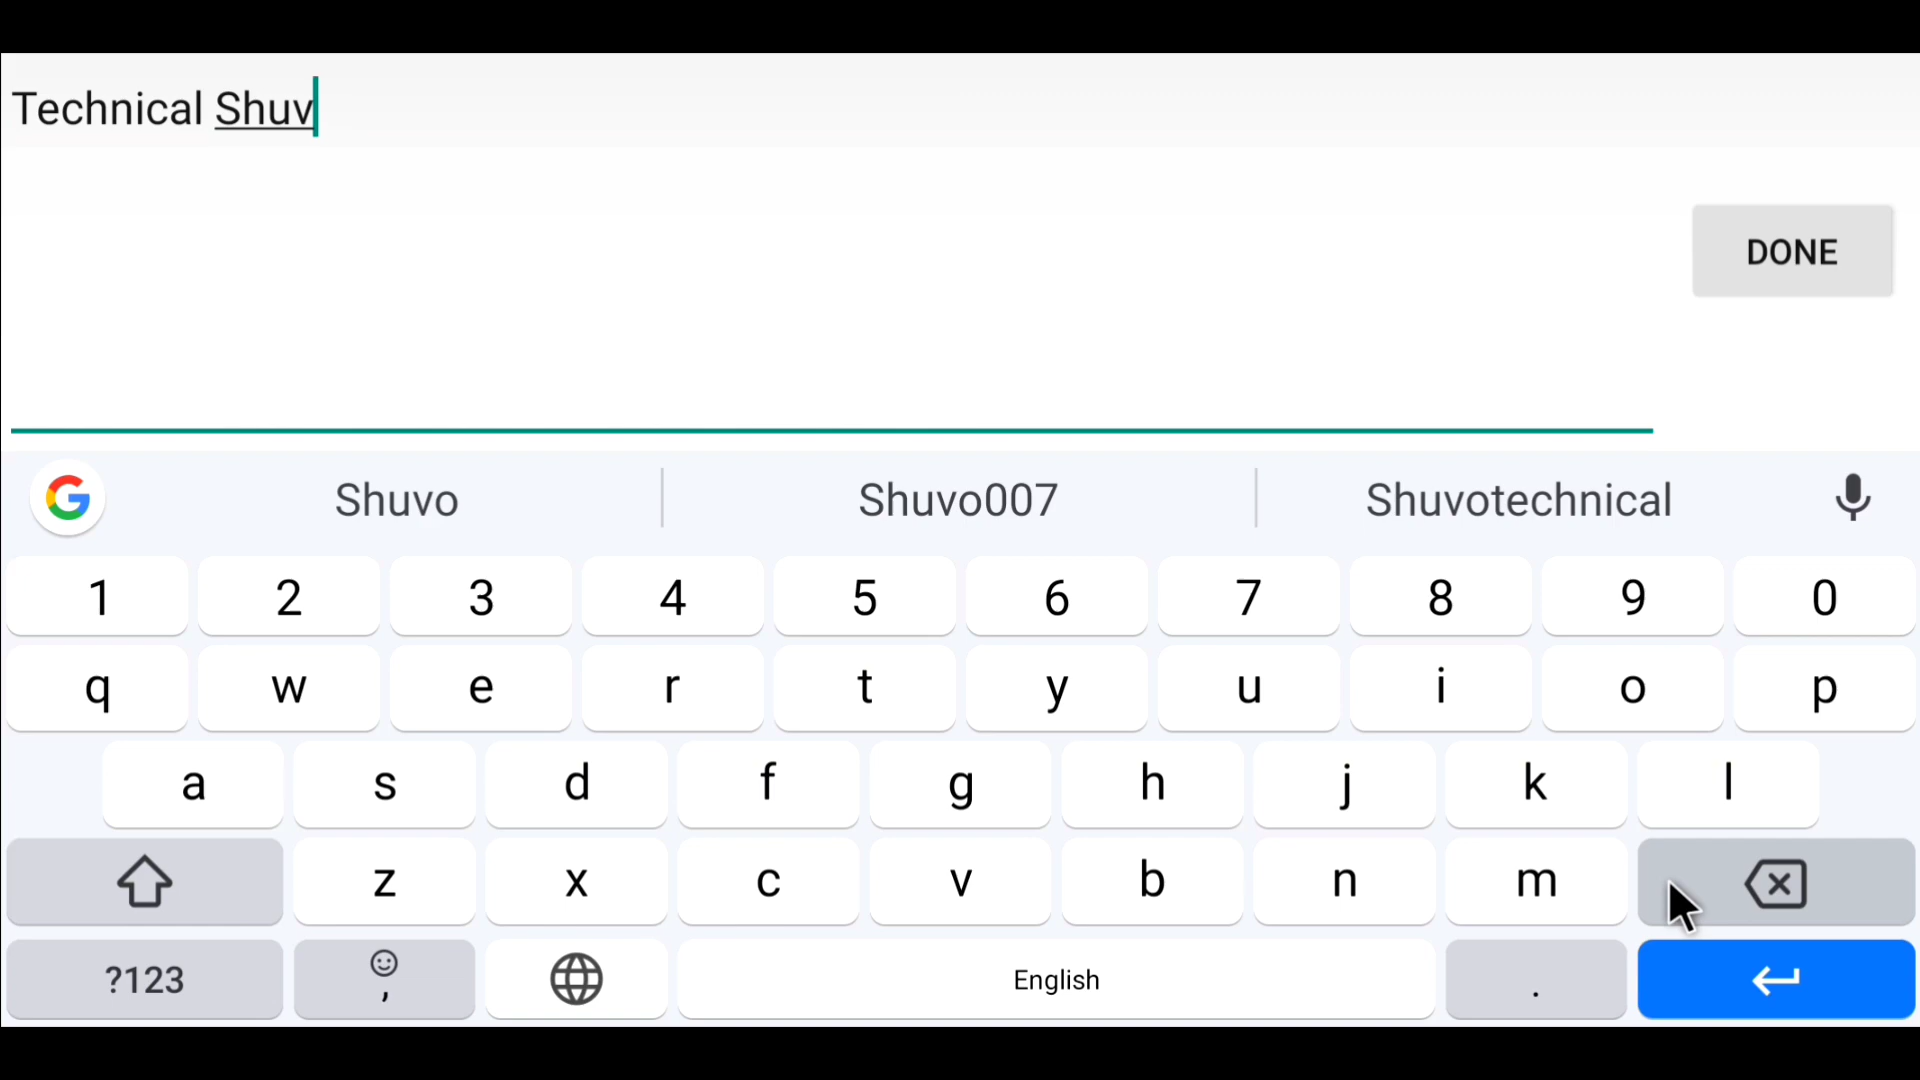 Technical Shuv
DONE
Shuvo Shuvo007 Shuvotechnical
1 2 3 4 5 6 7 8 9 0
q w e r t y u i o p
a s d f g h j k l
z x c v b n m
?123 , English .